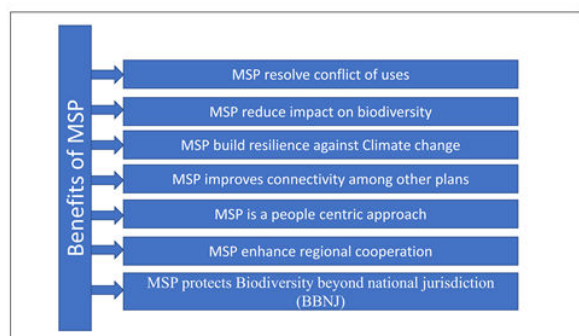 Benefits of MSP
MSP resolve conflict of uses
MSP reduce impact on biodiversity
MSP build resilience against Climate change
MSP improves connectivity among other plans
MSP is a people centric approach
MSP enhance regional cooperation
MSP protects Biodiversity beyond national jurisdiction
(BBNJ)